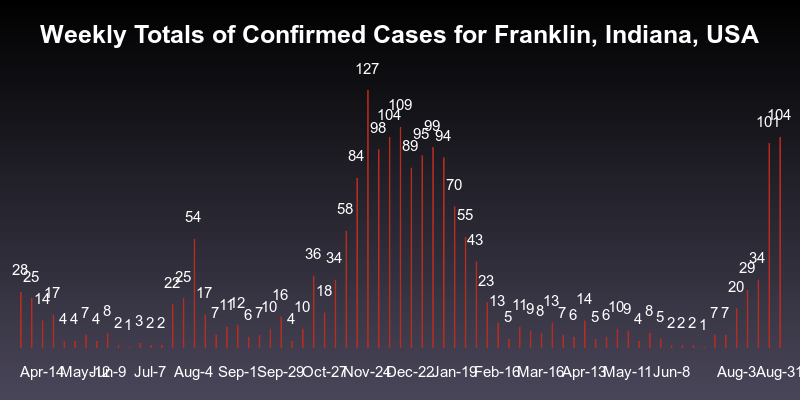 Weekly Totals of Confirmed Cases for Franklin, Indiana, USA
28 25 14 17 4 4 7 4 8 2 1 3 2 2 22 25 54 17 7 11 12 6 7 10 16 4 10 36 18 34 58 84 127 98 104 109 89 95 99 94 70 55 43 23 13 5 11 9 8 13 7 6 14 5 6 10 9 4 8 5 2 2 2 1 7 7 20 29 34 101 104
Apr-14 May-12 Jun-9 Jul-7 Aug-4 Sep-1 Sep-29 Oct-27 Nov-24 Dec-22 Jan-19 Feb-16 Mar-16 Apr-13 May-11 Jun-8 Aug-3 Aug-31